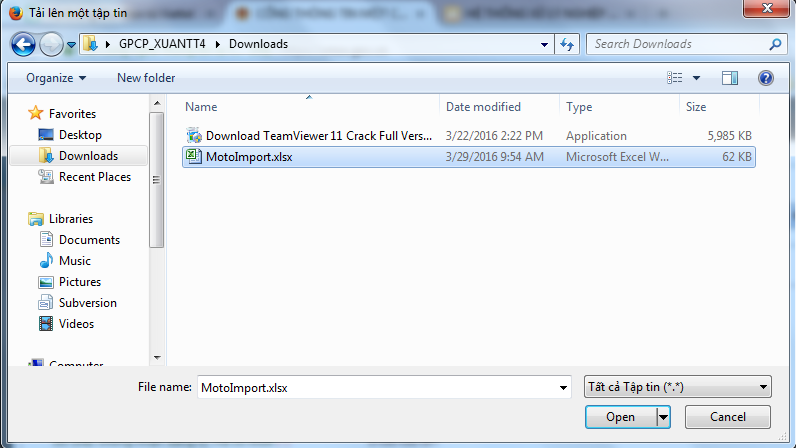 Tải lên một tập tin
GPCP_XUANTT4 Downloads
Search Downloads
Organize New folder
Name Date modified Type Size
Favorites
Desktop
Downloads
Recent Places
Libraries
Documents
Music
Pictures
Subversion
Videos
Computer
Download TeamViewer 11 Crack Full Vers... 3/22/2016 2:22 PM Application 5,985 KB
MotoImport.xlsx 3/29/2016 9:54 AM Microsoft Excel W... 62 KB
File name: MotoImport.xlsx Tất cả Tập tin (*.*)
Open Cancel